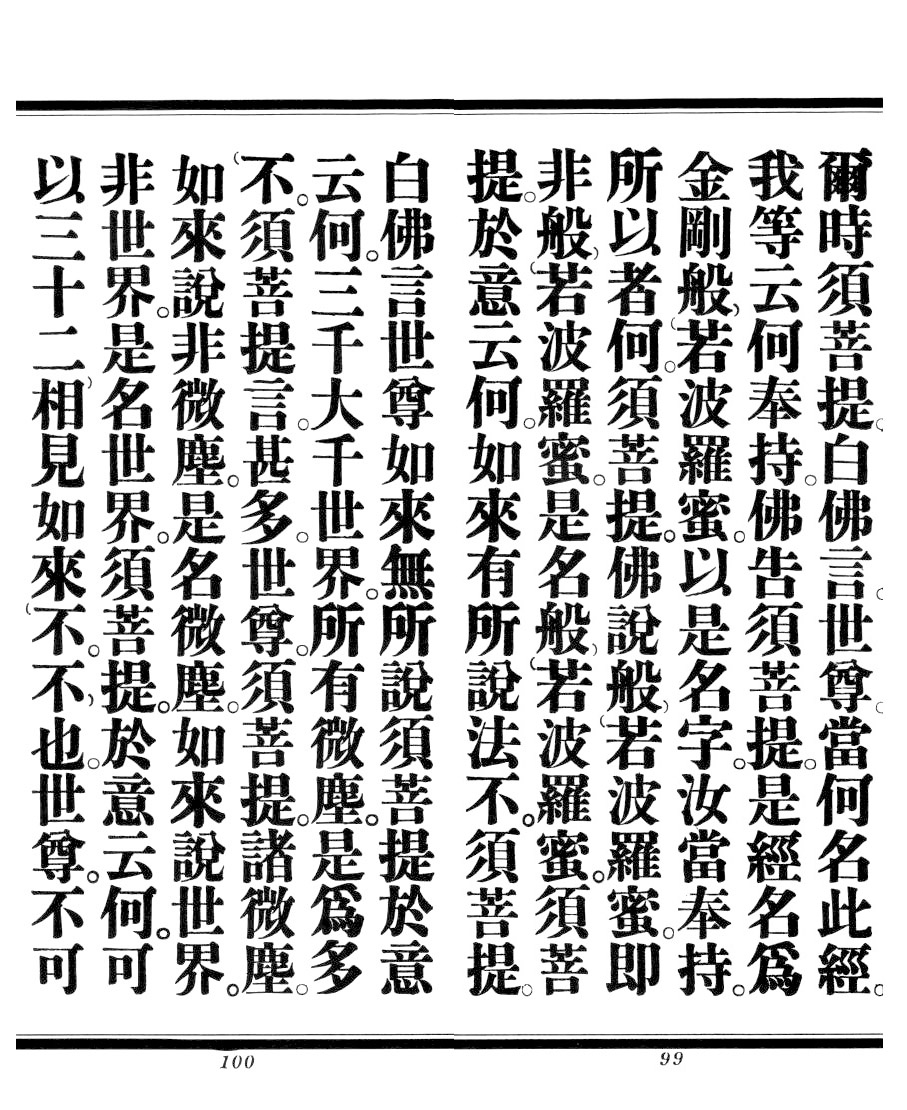 爾時須菩提。白佛言。世尊。當何名此經。
我等云何奉持。佛告須菩提。是經名爲
金剛般若波羅蜜。以是名字。汝當奉持。
所以者何。須菩提。佛說般若波羅蜜。即
非般若波羅蜜。是名般若波羅蜜。須菩
提。於意云何。如來有所說法不。須菩提。
99
白佛言世尊如來無所說須菩提於意
云何。三千大千世界。所有微塵。是爲多
不。須菩提言。甚多。世尊。須菩提。諸微塵。
如來說非微塵。是名微塵。如來說世界。
非世界。是名世界。須菩提。於意云何。可
以三十二相見如來不。不也。世尊。不可
100